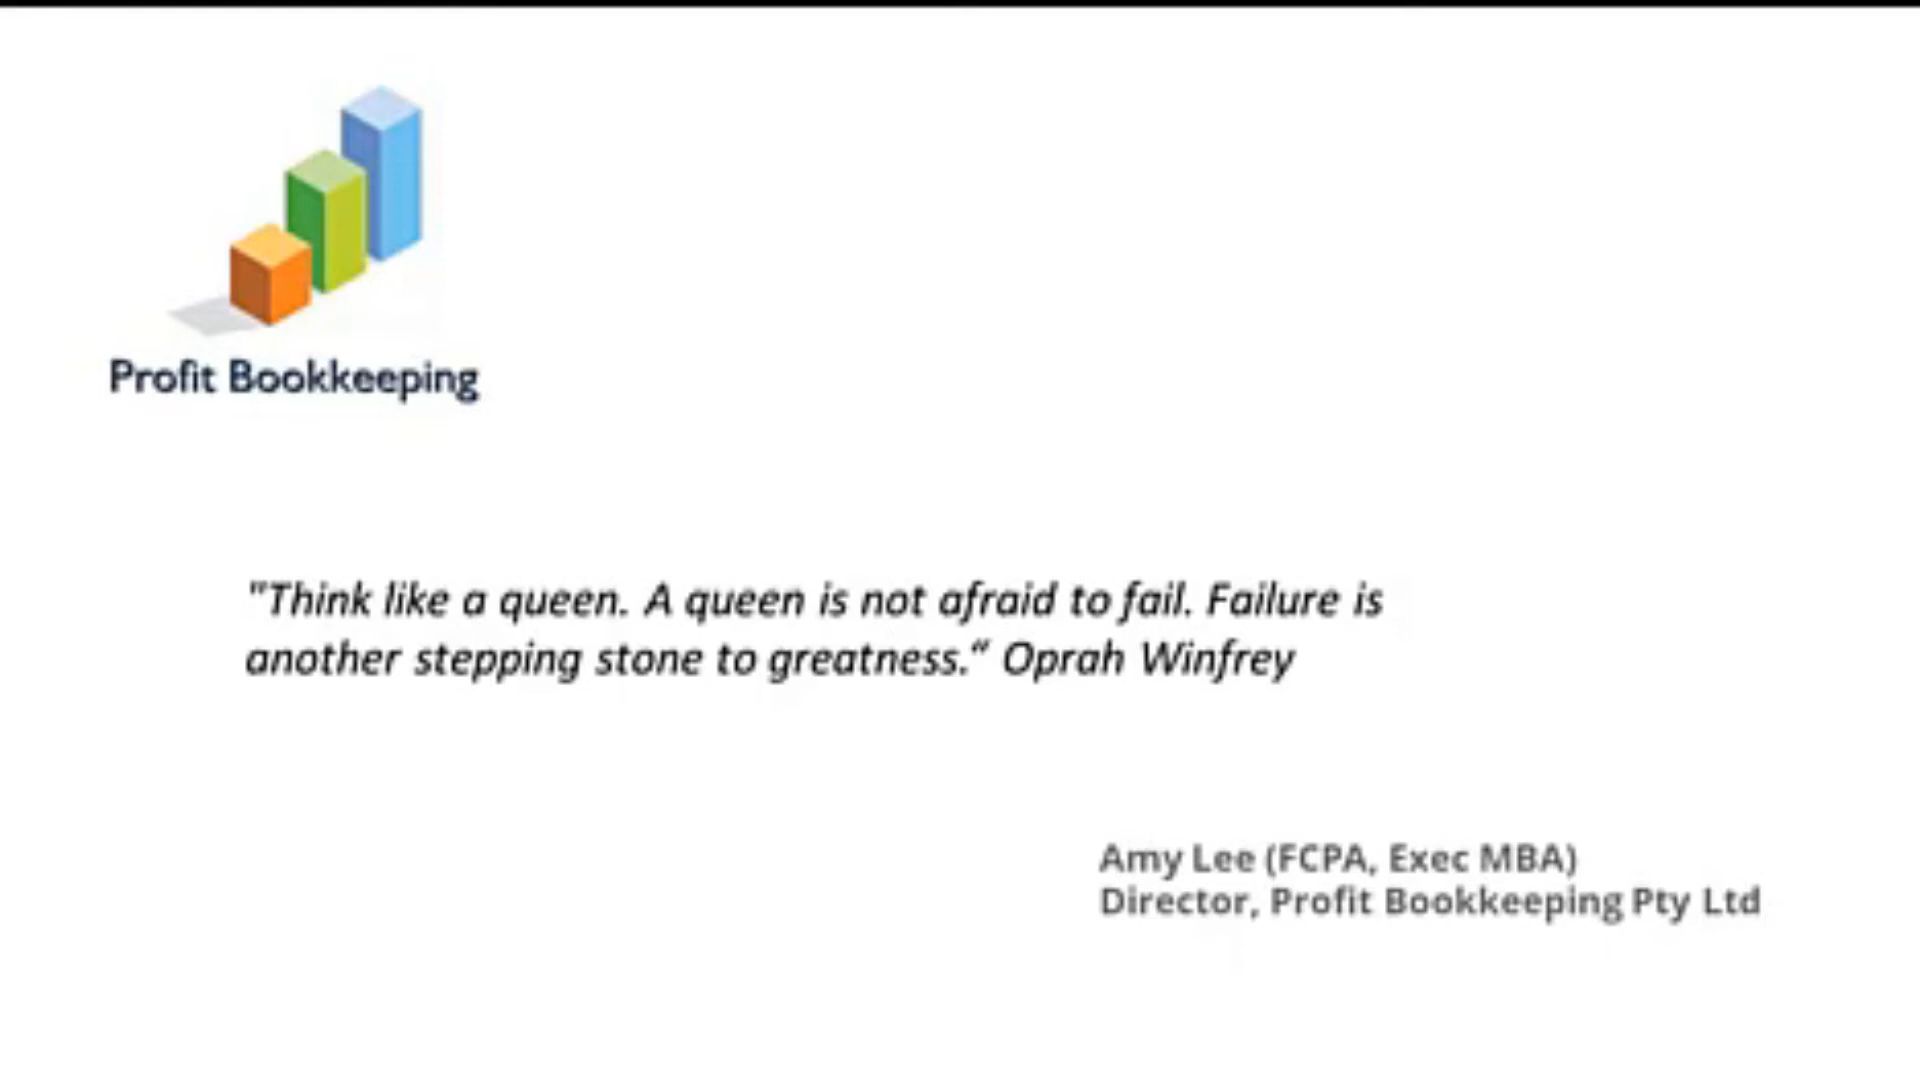 Profit Bookkeeping
"Think like a queen. A queen is not afraid to fail. Failure is
another stepping stone to greatness.“ Oprah Winfrey
Amy Lee (FCPA, Exec MBA)
Director, Profit Bookkeeping Pty Ltd